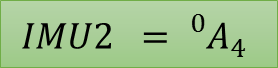 IMU2 = ⁰A₄